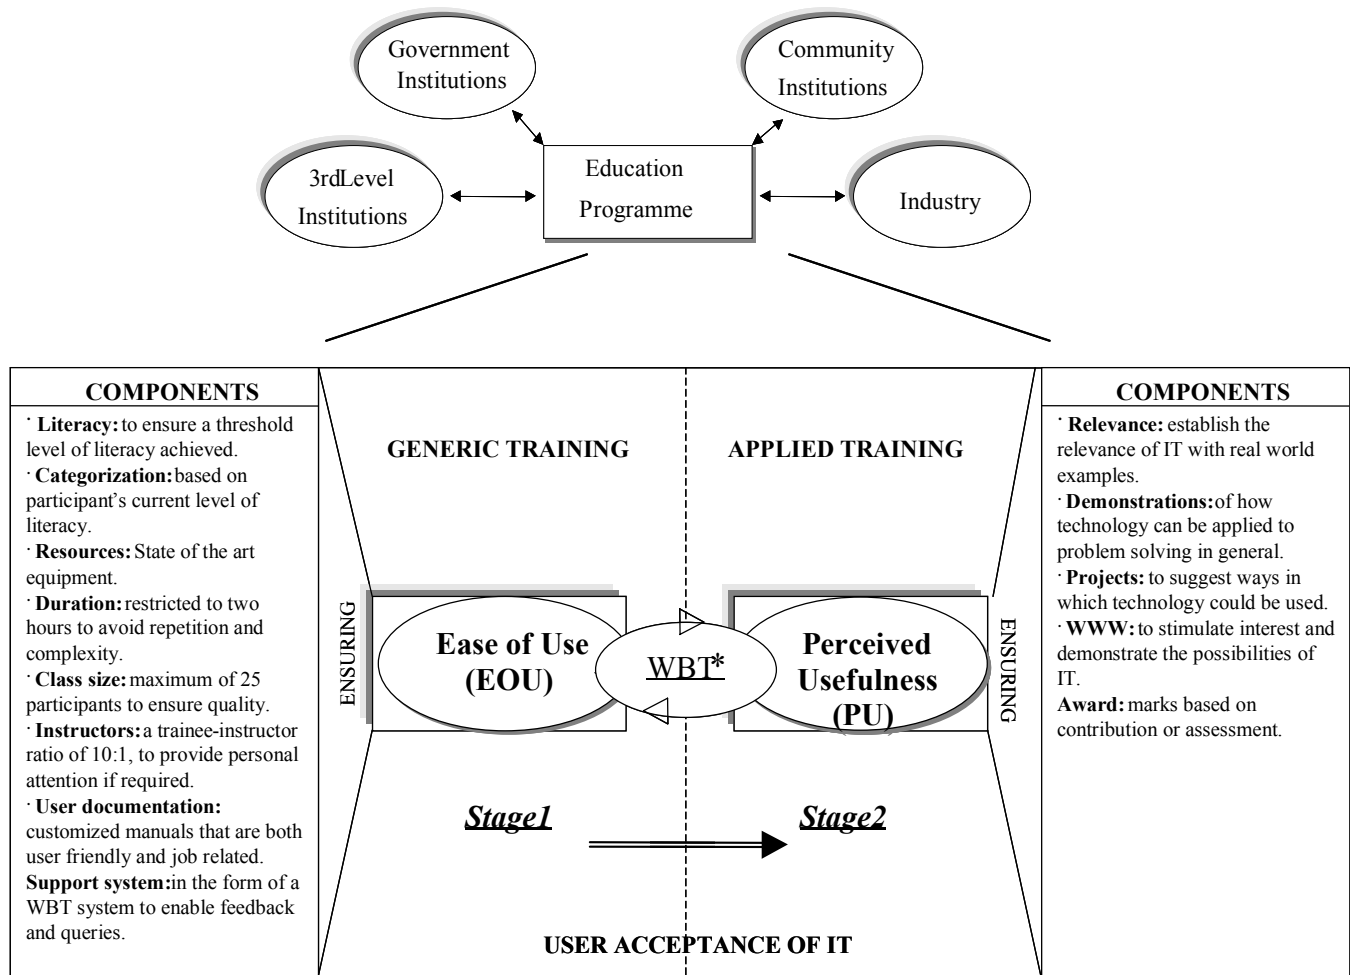 Government
Institutions
Community
Institutions
3rdLevel
Institutions
Education
Programme
Industry
COMPONENTS
· Literacy: to ensure a threshold
level of literacy achieved.
· Categorization: based on
participant's current level of
literacy.
· Resources: State of the art
equipment.
· Duration: restricted to two
hours to avoid repetition and
complexity.
· Class size: maximum of 25
participants to ensure quality.
· Instructors: a trainee-instructor
ratio of 10:1, to provide personal
attention if required.
· User documentation:
customized manuals that are both
user friendly and job related.
Support system: in the form of a
WBT system to enable feedback
and queries.
GENERIC TRAINING
APPLIED TRAINING
ENSURING
Ease of Use
(EOU)
WBT*
Perceived
Usefulness
(PU)
ENSURING
Stage1
Stage2
USER ACCEPTANCE OF IT
COMPONENTS
· Relevance: establish the
relevance of IT with real world
examples.
· Demonstrations: of how
technology can be applied to
problem solving in general.
· Projects: to suggest ways in
which technology could be used.
· WWW: to stimulate interest and
demonstrate the possibilities of
IT.
Award: marks based on
contribution or assessment.